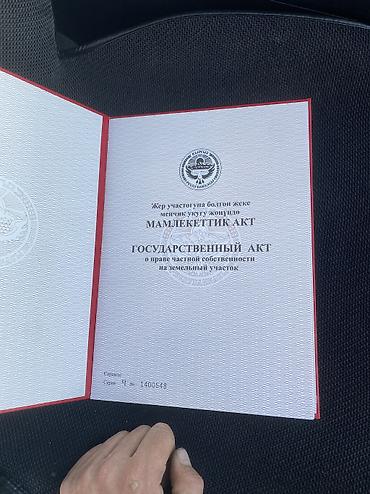 Жер участогуна болгон жеке
менчик укугу жөнүндө
МАМЛЕКЕТТИК АКТ
ГОСУДАРСТВЕННЫЙ АКТ
о праве частной собственности
на земельный участок
Серия Ч № 1400648